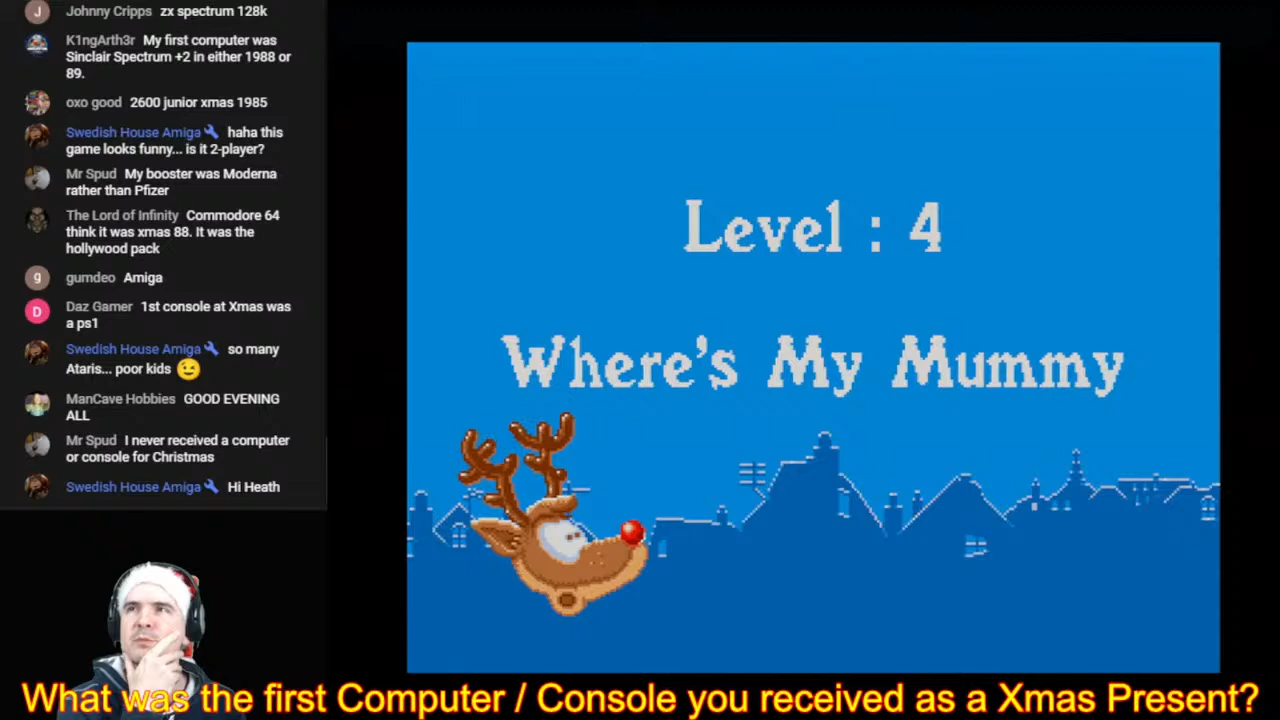 Johnny Cripps zx spectrum 128k
K1ngArth3r My first computer was
Sinclair Spectrum +2 in either 1988 or
89.
oxo good 2600 junior xmas 1985
Swedish House Amiga haha this
game looks funny... is it 2-player?
Mr Spud My booster was Moderna
rather than Pfizer
The Lord of Infinity Commodore 64
think it was xmas 88. It was the
hollywood pack
gumdeo Amiga
Daz Gamer 1st console at Xmas was
a ps1
Swedish House Amiga so many
Ataris... poor kids 😉
ManCave Hobbies GOOD EVENING
ALL
Mr Spud I never received a computer
or console for Christmas
Swedish House Amiga Hi Heath
Level : 4
Where's My Mummy
What was the first Computer / Console you received as a Xmas Present?